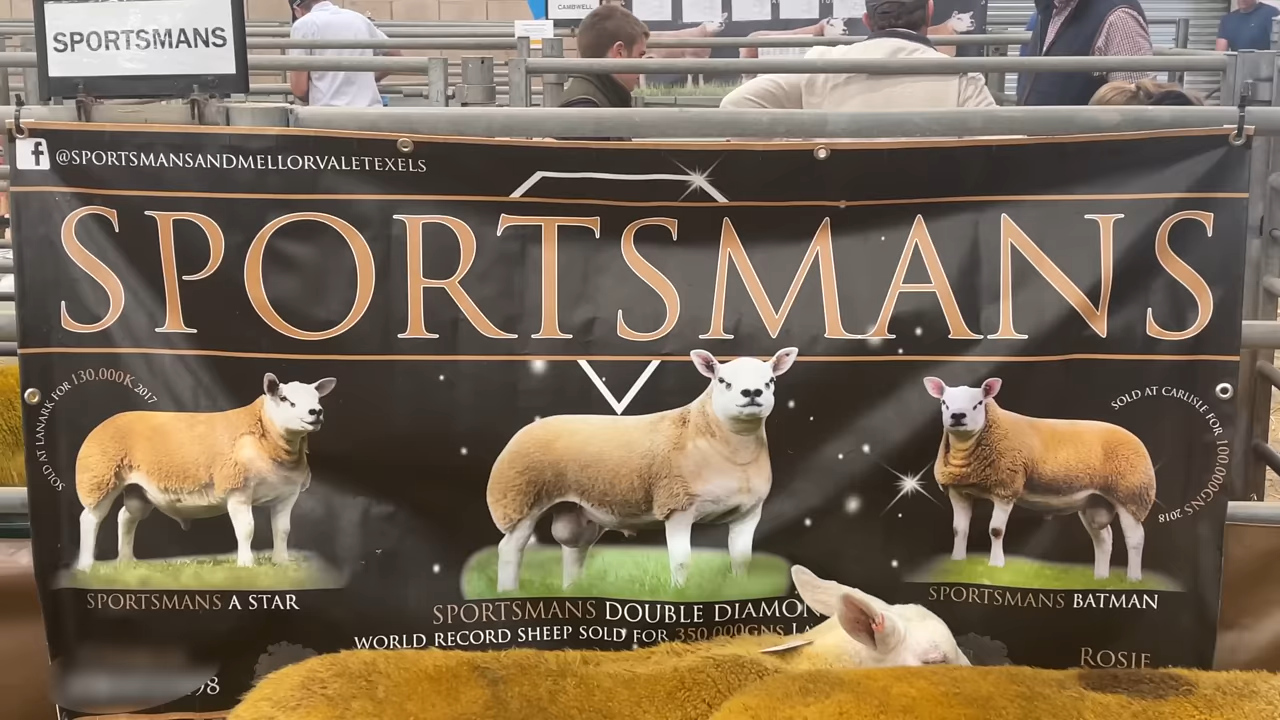 SPORTSMANS
CAMBWELL
f @SPORTSMANSANDMELLORVALETEXELS
SPORTSMANS
SOLD AT LANARK FOR 130.000K 2017
SOLD AT CARLISLE FOR 100.000GNS 2018
SPORTSMANS A STAR
SPORTSMANS DOUBLE DIAMON
SPORTSMANS BATMAN
WORLD RECORD SHEEP SOLD FOR 350.000GNS LA
ROSIE
98